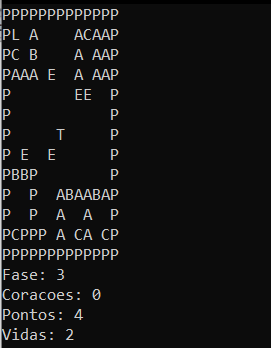 PPPPPPPPPPPPP
PL A    ACAAP
PC B    A AAP
PAAA E  A AAP
P       EE  P
P           P
P     T     P
P E  E      P
PBBP        P
P  P  ABAABAP
P  P  A  A  P
PCPPP A CA CP
PPPPPPPPPPPPP
Fase: 3
Coracoes: 0
Pontos: 4
Vidas: 2